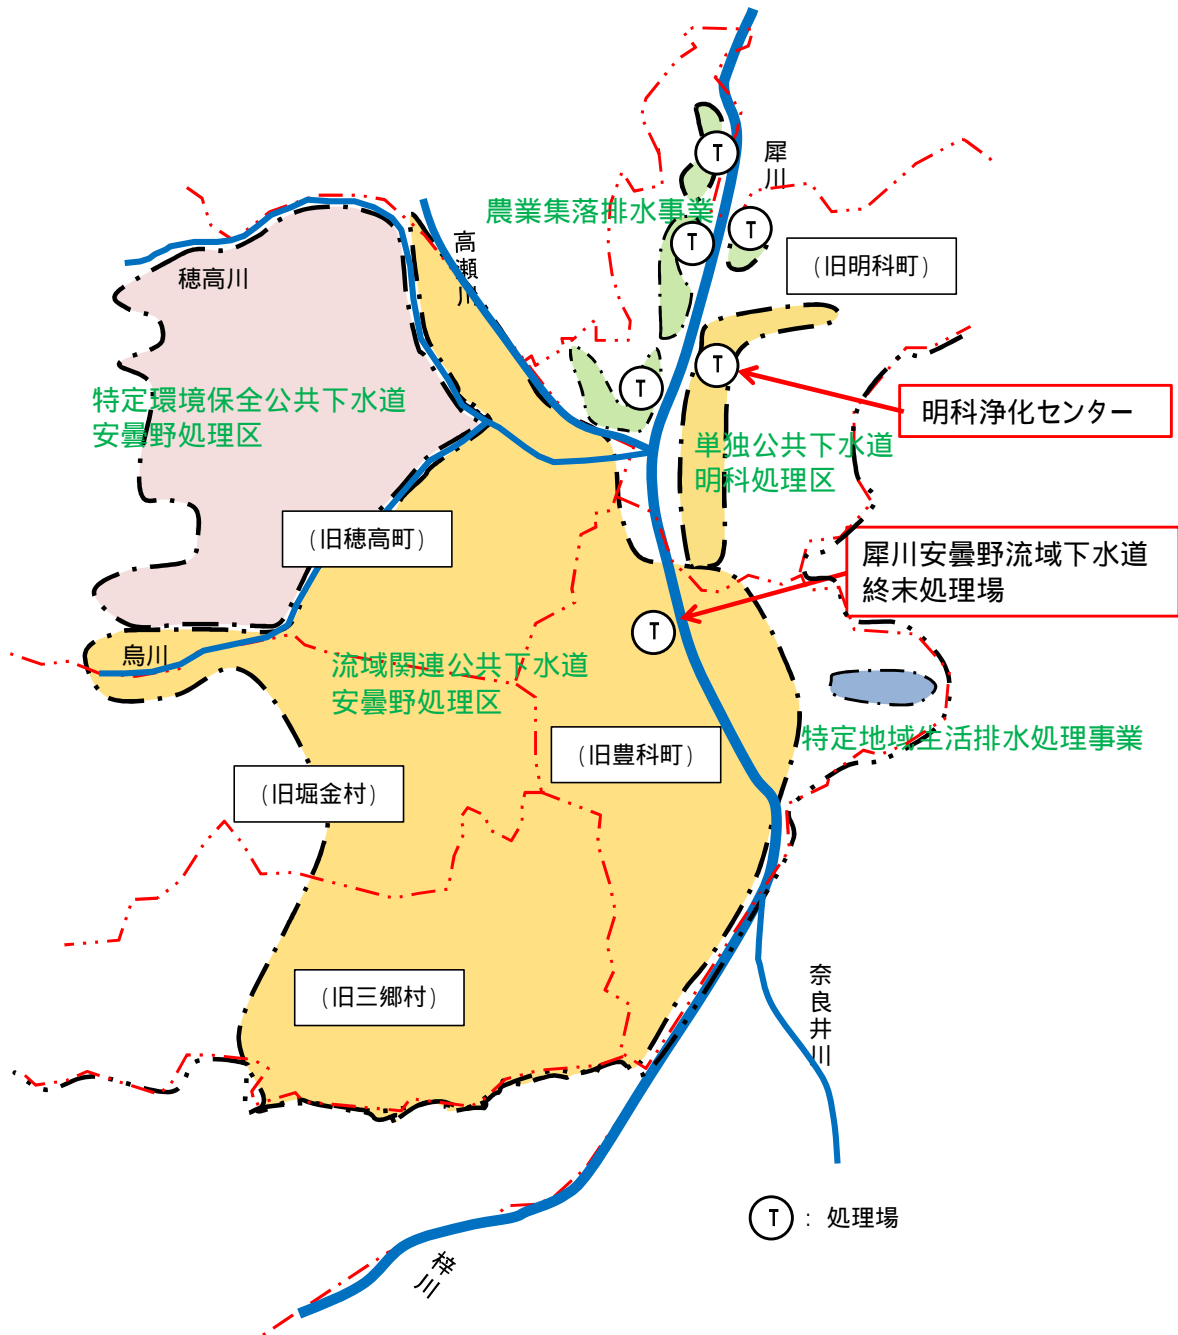 犀川
農業集落排水事業
高瀬川
(旧明科町)
穂高川
特定環境保全公共下水道
安曇野処理区
明科浄化センター
単独公共下水道
明科処理区
(旧穂高町)
犀川安曇野流域下水道
終末処理場
烏川
流域関連公共下水道
安曇野処理区
特定地域生活排水処理事業
(旧豊科町)
(旧堀金村)
(旧三郷村)
奈良井川
梓川
T : 処理場
T
T
T
T
T
T